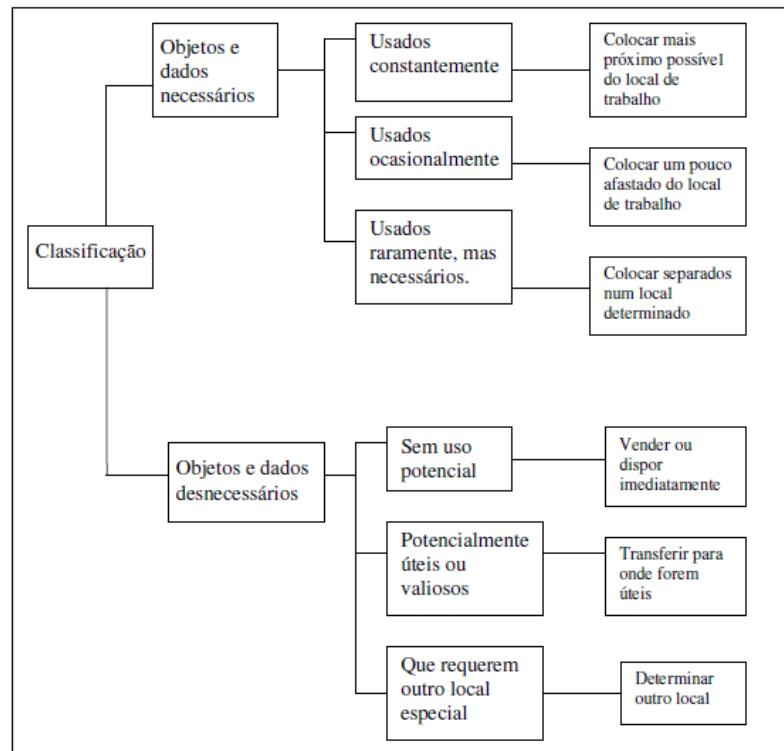 Objetos e
dados
necessários
Usados
constantemente
Colocar mais
próximo possível
do local de
trabalho
Usados
ocasionalmente
Colocar um pouco
afastado do local
de trabalho
Classificação
Usados
raramente, mas
necessários.
Colocar separados
num local
determinado
Objetos e dados
desnecessários
Sem uso
potencial
Vender ou
dispor
imediatamente
Potencialmente
úteis ou
valiosos
Transferir para
onde forem
úteis
Que requerem
outro local
especial
Determinar
outro local